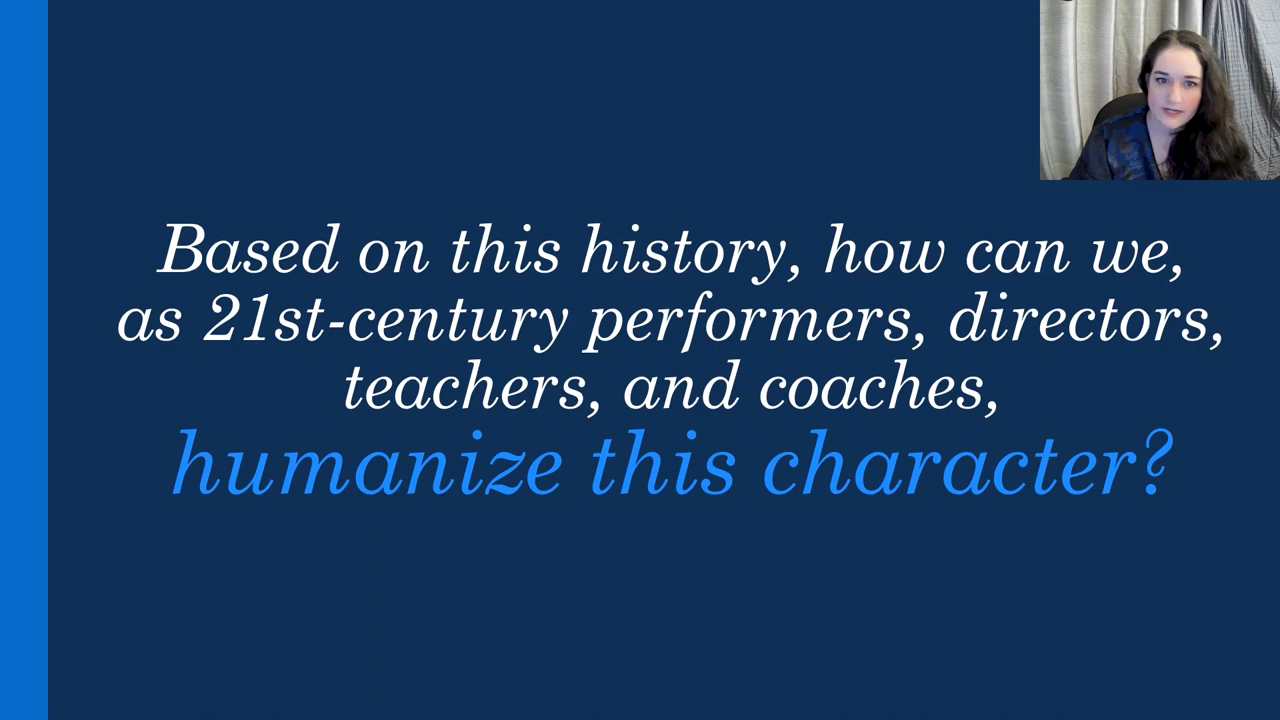 Based on this history, how can we,
as 21st-century performers, directors,
teachers, and coaches,
humanize this character?